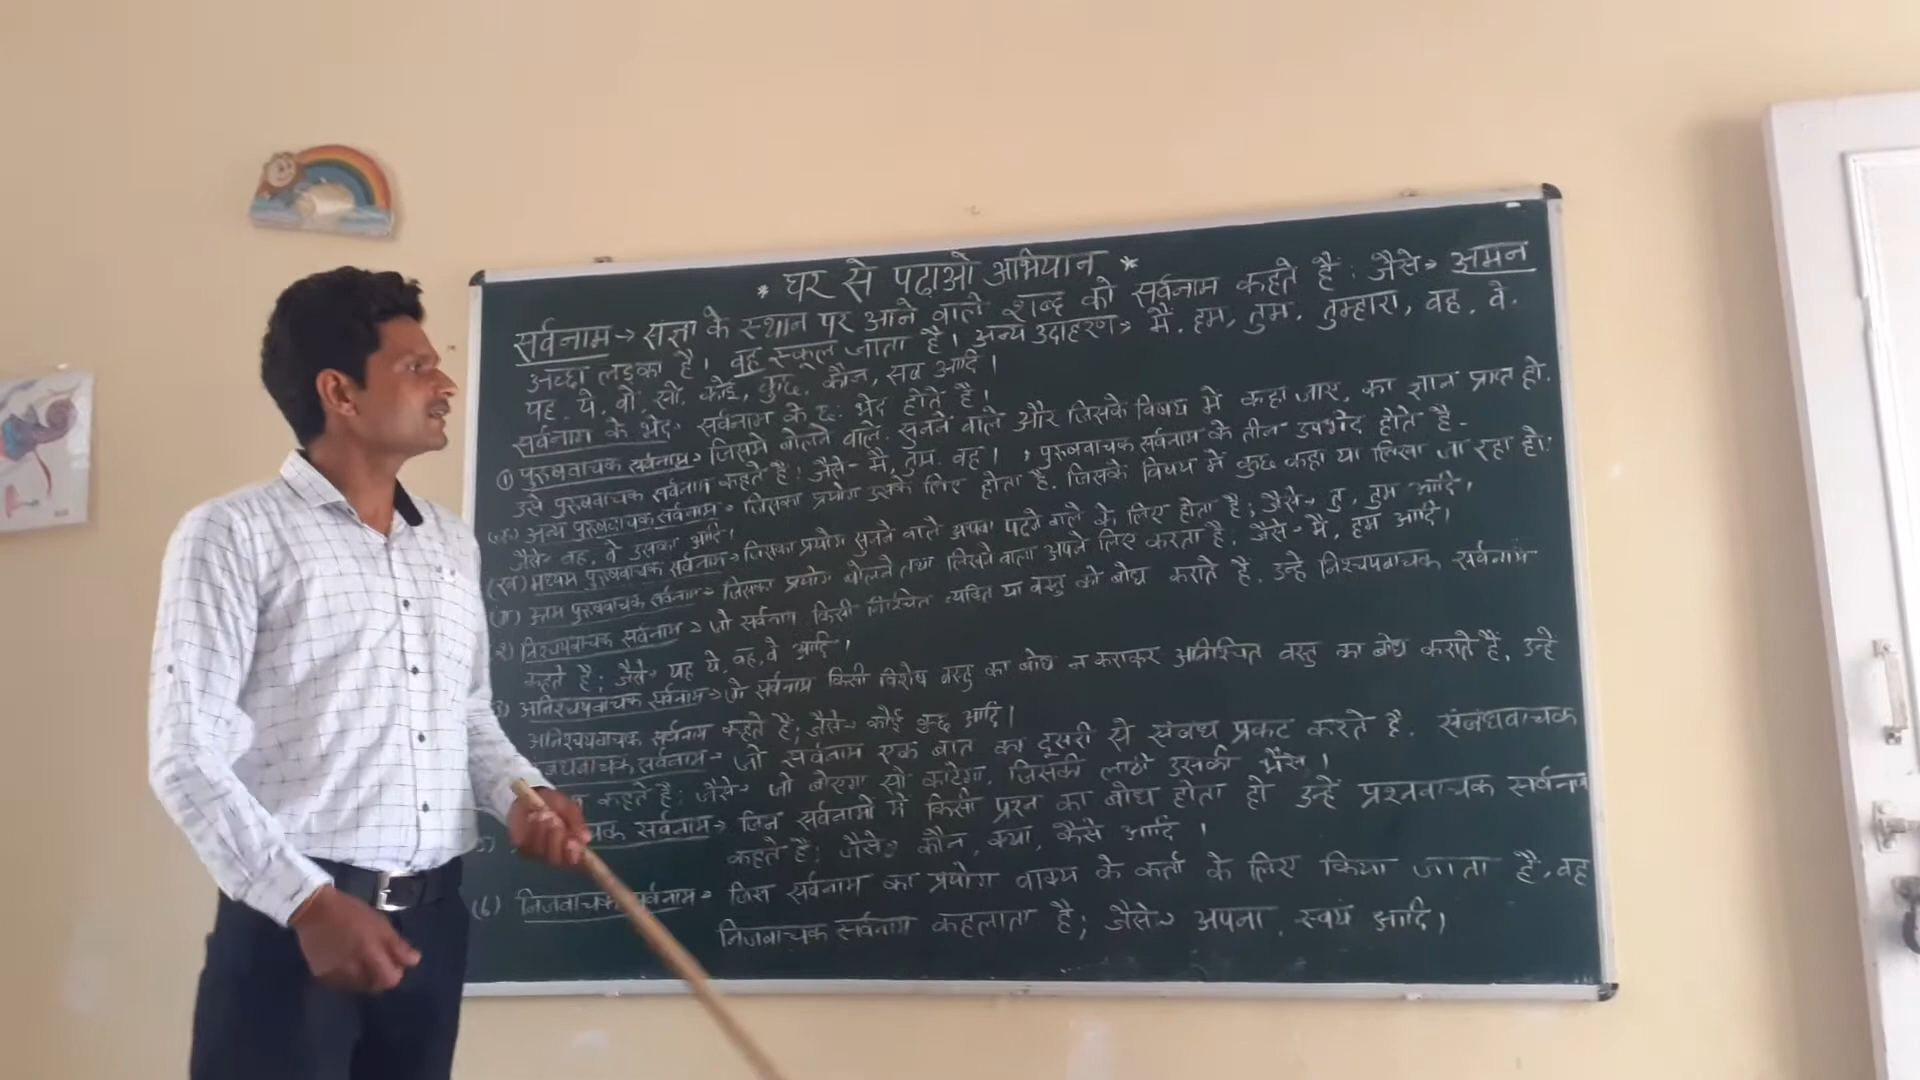 * घर से पढ़ाओ अभियान *
सर्वनाम → संज्ञा के स्थान पर आने वाले शब्द को सर्वनाम कहते है: जैसे→ अमन
अच्छा लड़का है। वह स्कूल जाता है। अन्य उदाहरण→ मै. हम, तुम. तुम्हारा, वह, वे.
यह. ये. वो. सो. कोई, कुछ, कौन, सब आदि।
सर्वनाम के भेद- सर्वनाम के छ: भेद होते है।
① पुरुषवाचक सर्वनाम→ जिसमे बोलने वाले. सुनने वाले और जिसके विषय मे कहा जाए, का ज्ञान प्राप्त हो.
उसे पुरुषवाचक सर्वनाम कहते है; जैसे- मै, तुम. वह।, पुरुषवाचक सर्वनाम के तीन उपभेद होते है-
अन्य पुरुषवाचक सर्वनाम→ जिसका प्रयोग उसके लिए होता है. जिसके विषय में कुछ कहा या लिखा जा रहा हो:
जैसे- वह, वे उसका आदि।
(ख) मध्यम पुरुषवाचक सर्वनाम→ जिसका प्रयोग सुनने वाले अथवा पढने वाले के लिए होता है; जैसे→ तु, तुम आदि,
(ग) उत्तम पुरुषवाचक सर्वनाम→ जिसका प्रयोग बोलने तथा लिखने वाला अपने लिए करता है. जैसे- मै, हम आदि।
२) निश्चयवाचक सर्वनाम→ जो सर्वनाम किसी निश्चित व्यक्ति या वस्तु को बोध कराते है. उन्हे निश्चयवाचक सर्वनाम
कहते है; जैसे- यह ये. वह, वे आदि।
अनिश्चयवाचक सर्वनाम→ जो सर्वनाम किसी विशेष वस्तु का बोध न कराकर अनिश्चित वस्तु का बोध कराते हैं, उन्हे
अनिश्चयवाचक सर्वनाम कहते है; जैसे→ कोई कुछ आदि।
सर्वनाम→ जो सर्वनाम एक बात का दूसरी से संबध प्रकट करते है. संबंधवाचक
कहते है; जैसे→ जो बोएगा सो काटेगा, जिसकी लाठी उसकी भैंस।
सर्वनाम→ जिन सर्वनामो मे किसी प्रश्न का बोध होता हो उन्हें प्रश्नवाचक सर्वनाम
कहते है; जैसे→ कौन, क्या, कैसे आदि।
(६) निजवाचक सर्वनाम→ जिस सर्वनाम का प्रयोग वाक्य के कर्ता के लिए किया जाता है, वह
निजवाचक सर्वनाम कहलाता है; जैसे→ अपना, स्वयं आदि।